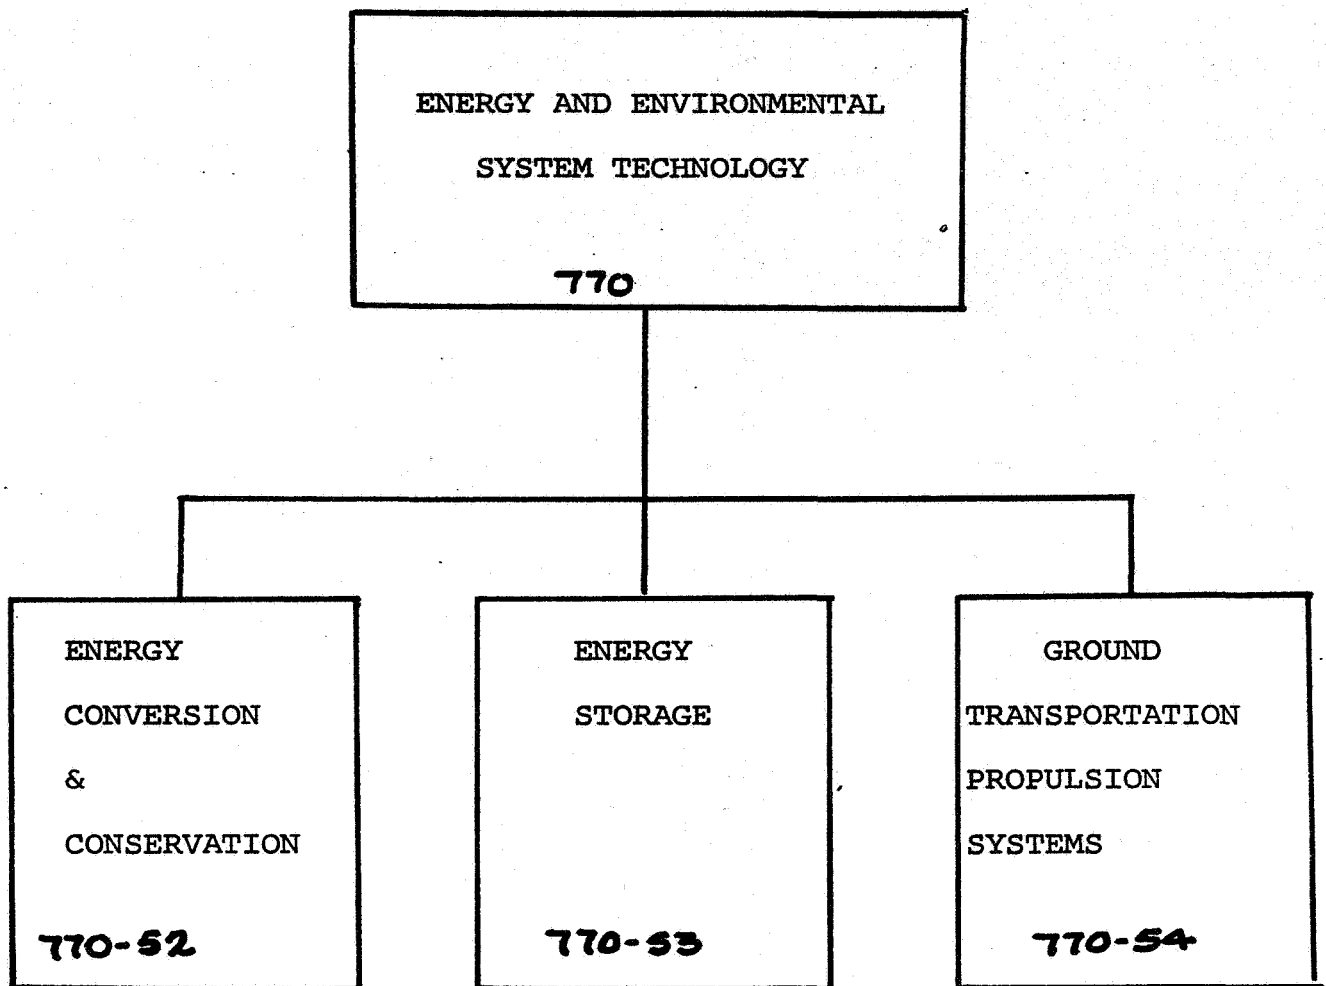 ENERGY AND ENVIRONMENTAL
SYSTEM TECHNOLOGY
770
ENERGY
CONVERSION
&
CONSERVATION
770-52
ENERGY
STORAGE
770-53
GROUND
TRANSPORTATION
PROPULSION
SYSTEMS
770-54